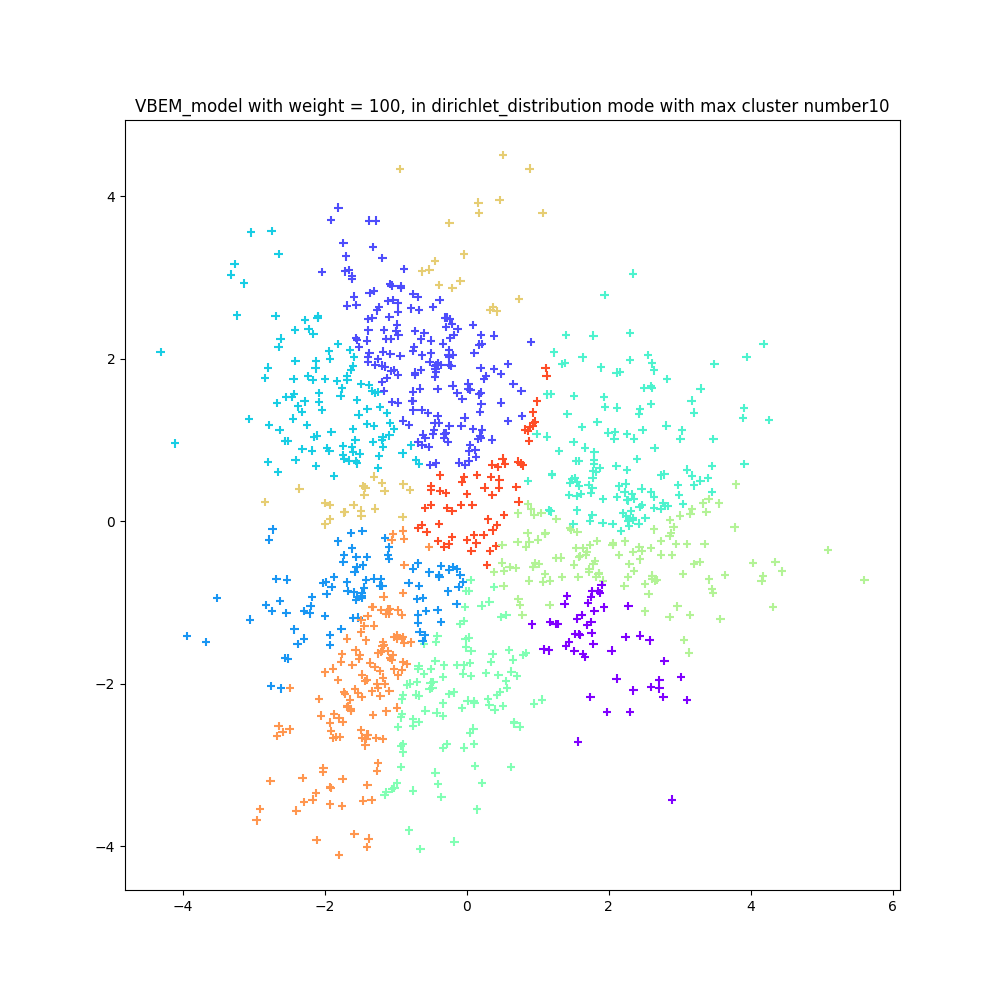 VBEM_model with weight = 100, in dirichlet_distribution mode with max cluster number10
4
2
0
−2
−4
−4 −2 0 2 4 6